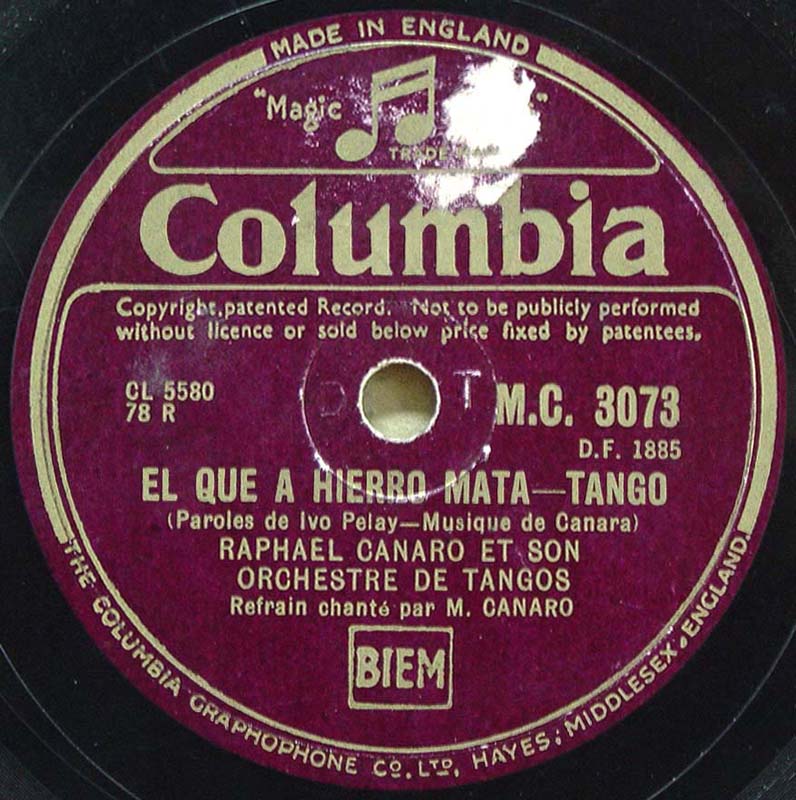 MADE IN ENGLAND
"Magic "
TRADE
Columbia
Copyright, patented Record. Not to be publicly performed
without licence or sold below price fixed by patentees.
CL 5580
78 R
D T
M.C. 3073
D.F. 1885
EL QUE A HIERRO MATA—TANGO
(Paroles de Ivo Pelay—Musique de Canara)
RAPHAEL CANARO ET SON
ORCHESTRE DE TANGOS
Refrain chanté par M. CANARO
BIEM
THE COLUMBIA GRAPHOPHONE CO. LTD, HAYES; MIDDLESEX, ENGLAND.